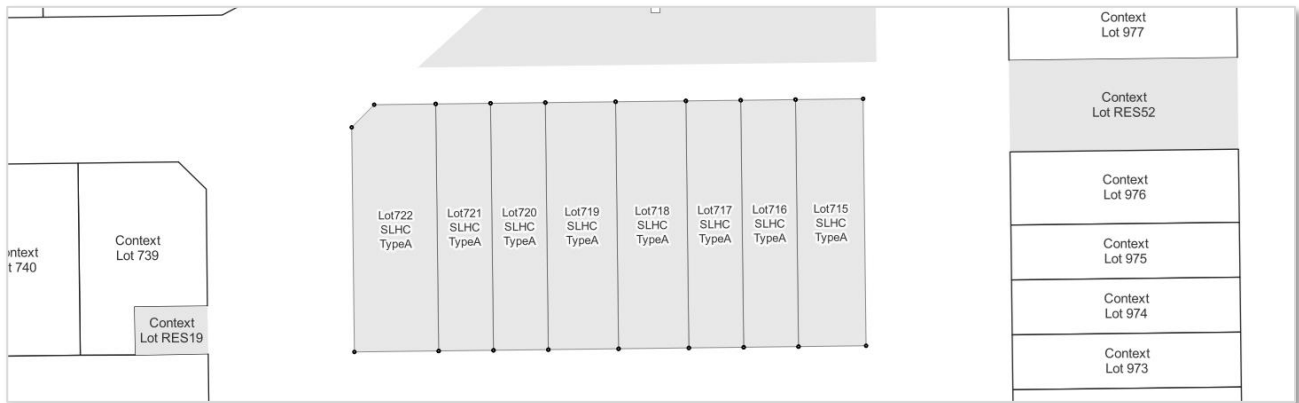 Context
Lot 977
Context
Lot RES52
Context
Lot 976
Context
Lot 975
Context
Lot 974
Context
Lot 973
Lot722
SLHC
TypeA
Lot721
SLHC
TypeA
Lot720
SLHC
TypeA
Lot719
SLHC
TypeA
Lot718
SLHC
TypeA
Lot717
SLHC
TypeA
Lot716
SLHC
TypeA
Lot715
SLHC
TypeA
Context
Lot 739
ontext
t 740
Context
Lot RES19